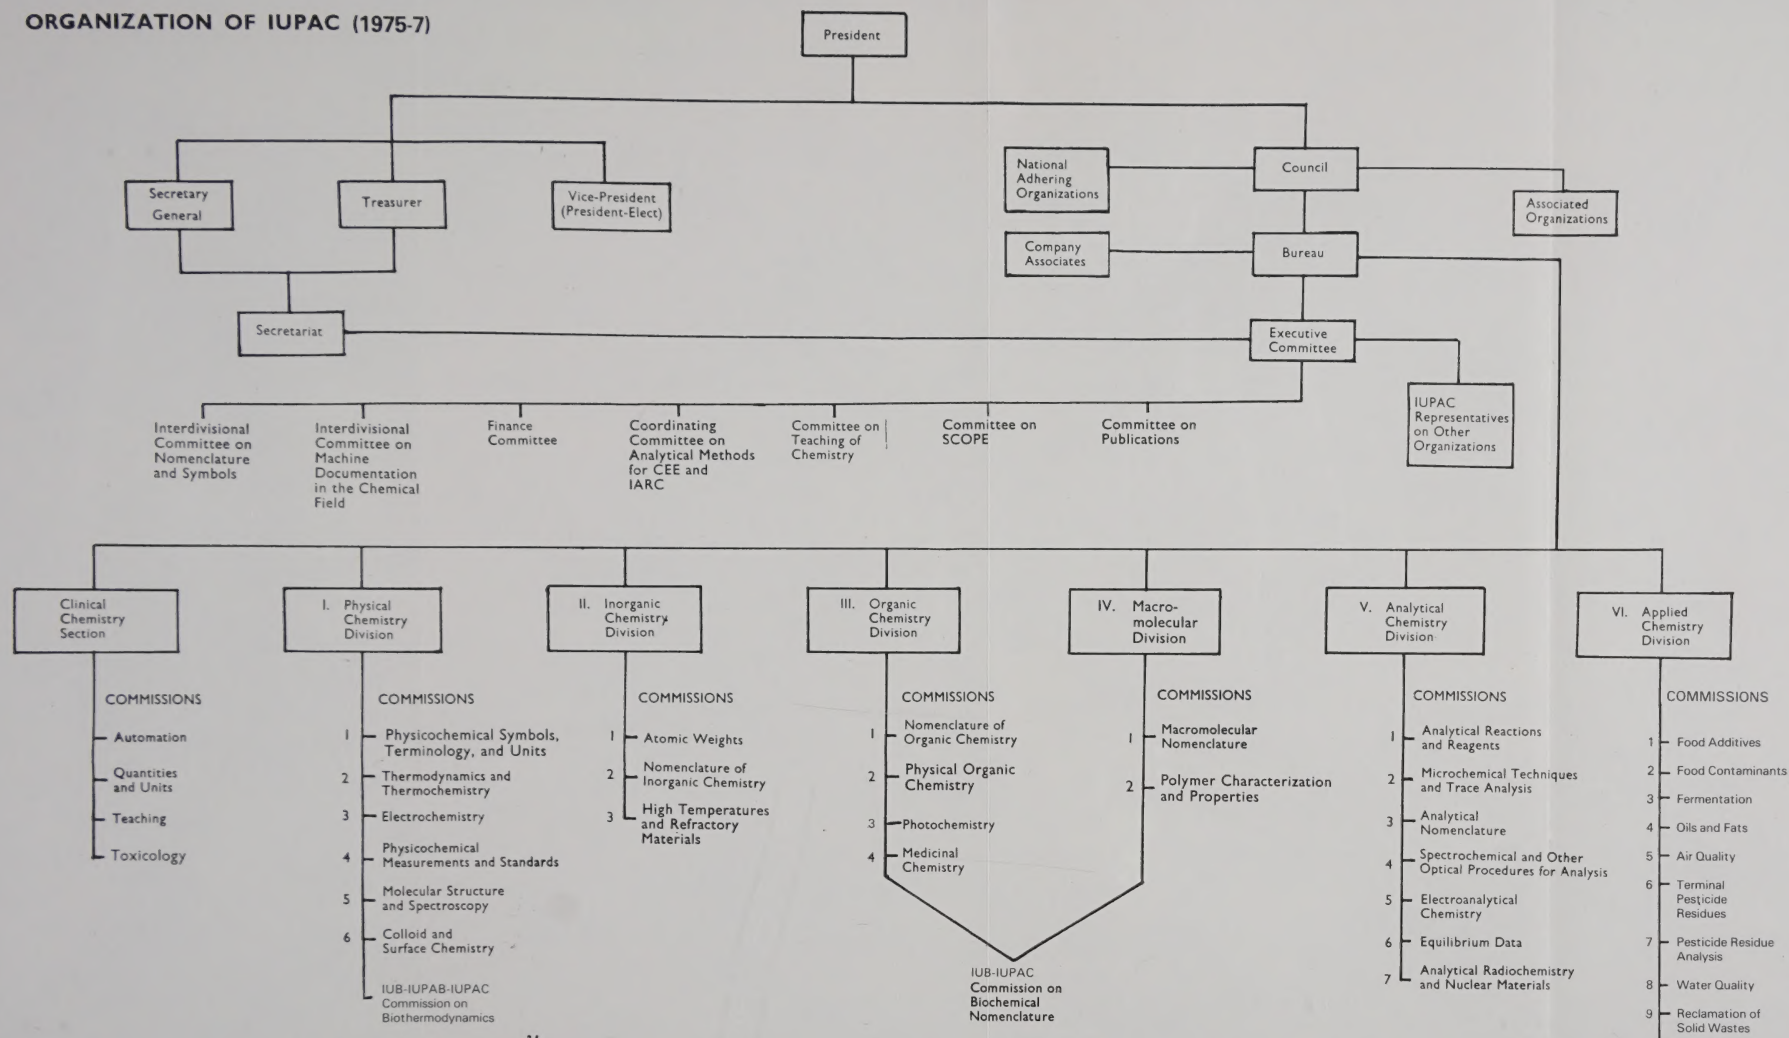 ORGANIZATION OF IUPAC (1975-7)
President
Secretary
General
Treasurer
Vice-President
(President-Elect)
National
Adhering
Organizations
Council
Associated
Organizations
Company
Associates
Bureau
Secretariat
Executive
Committee
IUPAC
Representatives
on Other
Organizations
Interdivisional
Committee on
Nomenclature
and Symbols
Interdivisional
Committee on
Machine
Documentation
in the Chemical
Field
Finance
Committee
Coordinating
Committee on
Analytical Methods
for CEE and
IARC
Committee on
Teaching of
Chemistry
Committee on
SCOPE
Committee on
Publications
Clinical
Chemistry
Section
COMMISSIONS
Automation
Quantities
and Units
Teaching
Toxicology
I. Physical
Chemistry
Division
COMMISSIONS
1 Physicochemical Symbols,
Terminology, and Units
2 Thermodynamics and
Thermochemistry
3 Electrochemistry
4 Physicochemical
Measurements and Standards
5 Molecular Structure
and Spectroscopy
6 Colloid and
Surface Chemistry
IUB-IUPAB-IUPAC
Commission on
Biothermodynamics
II. Inorganic
Chemistry
Division
COMMISSIONS
1 Atomic Weights
2 Nomenclature of
Inorganic Chemistry
3 High Temperatures
and Refractory
Materials
III. Organic
Chemistry
Division
COMMISSIONS
1 Nomenclature of
Organic Chemistry
2 Physical Organic
Chemistry
3 Photochemistry
4 Medicinal
Chemistry
IV. Macro-
molecular
Division
COMMISSIONS
1 Macromolecular
Nomenclature
2 Polymer Characterization
and Properties
IUB-IUPAC
Commission on
Biochemical
Nomenclature
V. Analytical
Chemistry
Division
COMMISSIONS
1 Analytical Reactions
and Reagents
2 Microchemical Techniques
and Trace Analysis
3 Analytical
Nomenclature
4 Spectrochemical and Other
Optical Procedures for Analysis
5 Electroanalytical
Chemistry
6 Equilibrium Data
7 Analytical Radiochemistry
and Nuclear Materials
VI. Applied
Chemistry
Division
COMMISSIONS
1 Food Additives
2 Food Contaminants
3 Fermentation
4 Oils and Fats
5 Air Quality
6 Terminal
Pesticide
Residues
7 Pesticide Residue
Analysis
8 Water Quality
9 Reclamation of
Solid Wastes